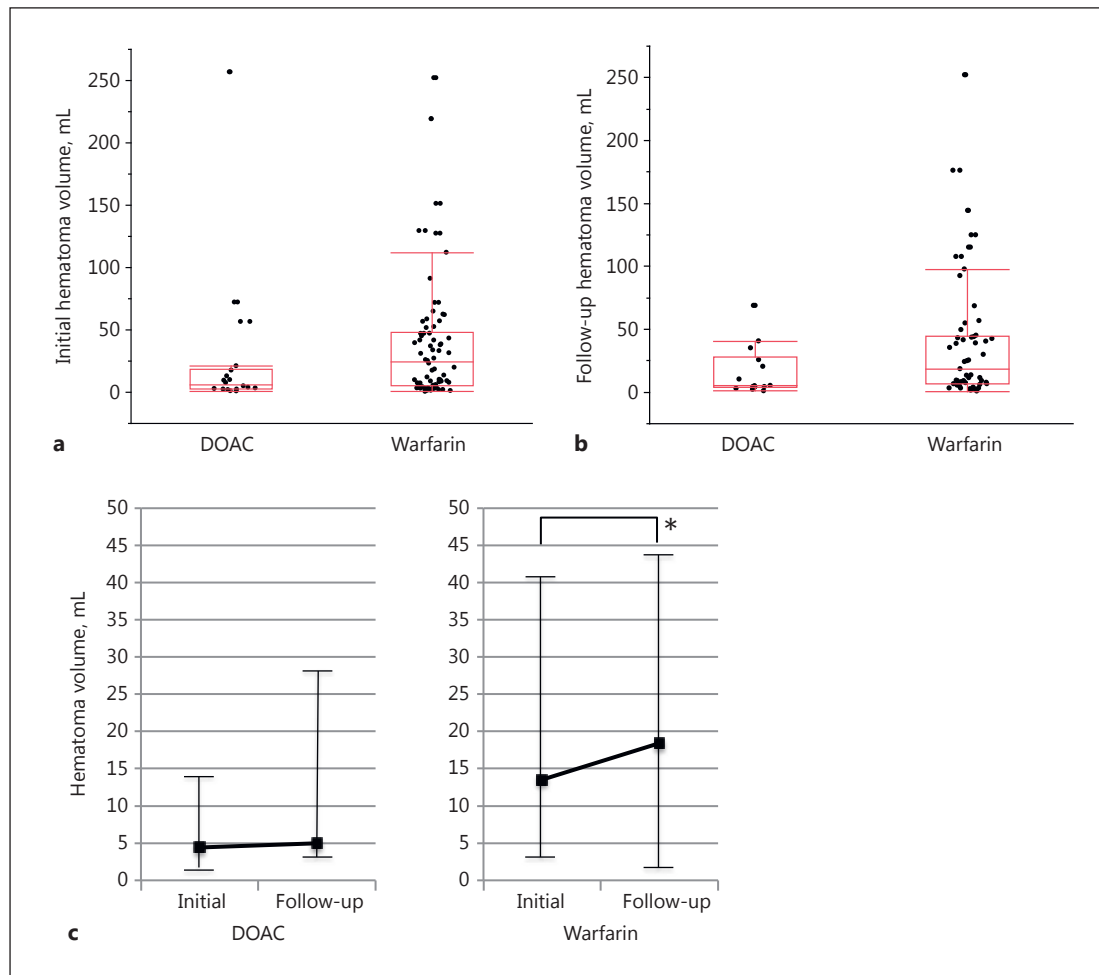 Initial hematoma volume, mL
250
200
150
100
50
0
DOAC
Warfarin
a
Follow-up hematoma volume, mL
250
200
150
100
50
0
DOAC
Warfarin
b
Hematoma volume, mL
50
45
40
35
30
25
20
15
10
5
0
Initial
Follow-up
DOAC
50
45
40
35
30
25
20
15
10
5
0
*
Initial
Follow-up
Warfarin
c